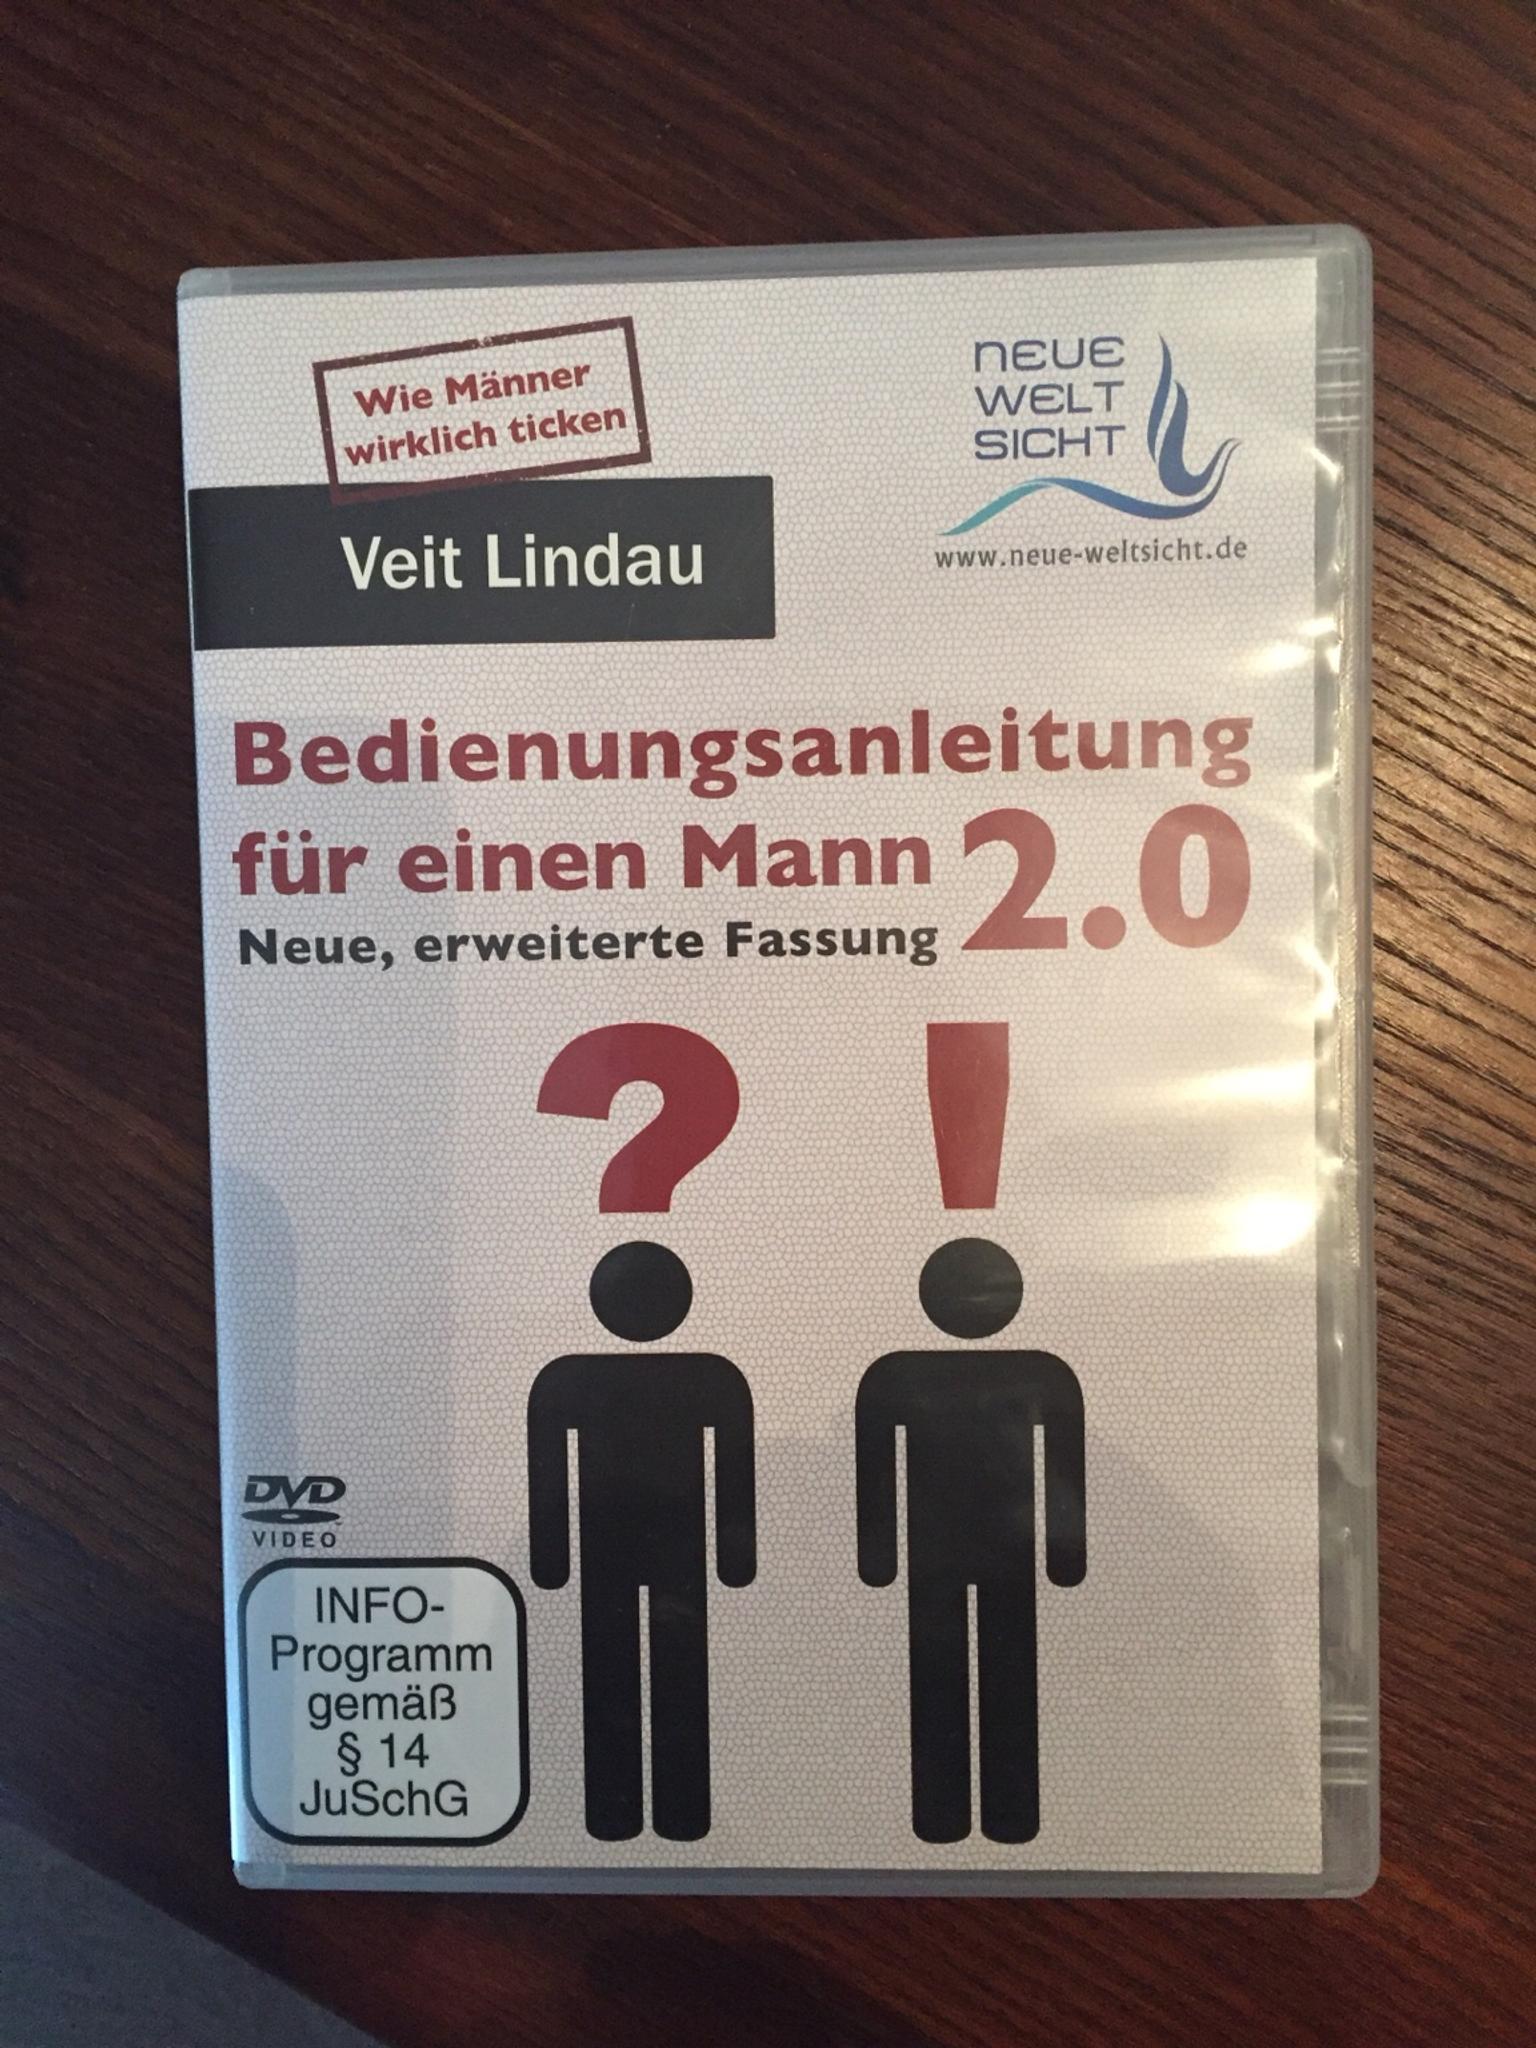 Wie Männer
wirklich ticken
NEUE
WELT
SICHT
www.neue-weltsicht.de
Veit Lindau
Bedienungsanleitung
für einen Mann 2.0
Neue, erweiterte Fassung
? !
DVD
VIDEO
INFO-
Programm
gemäß
§ 14
JuSchG